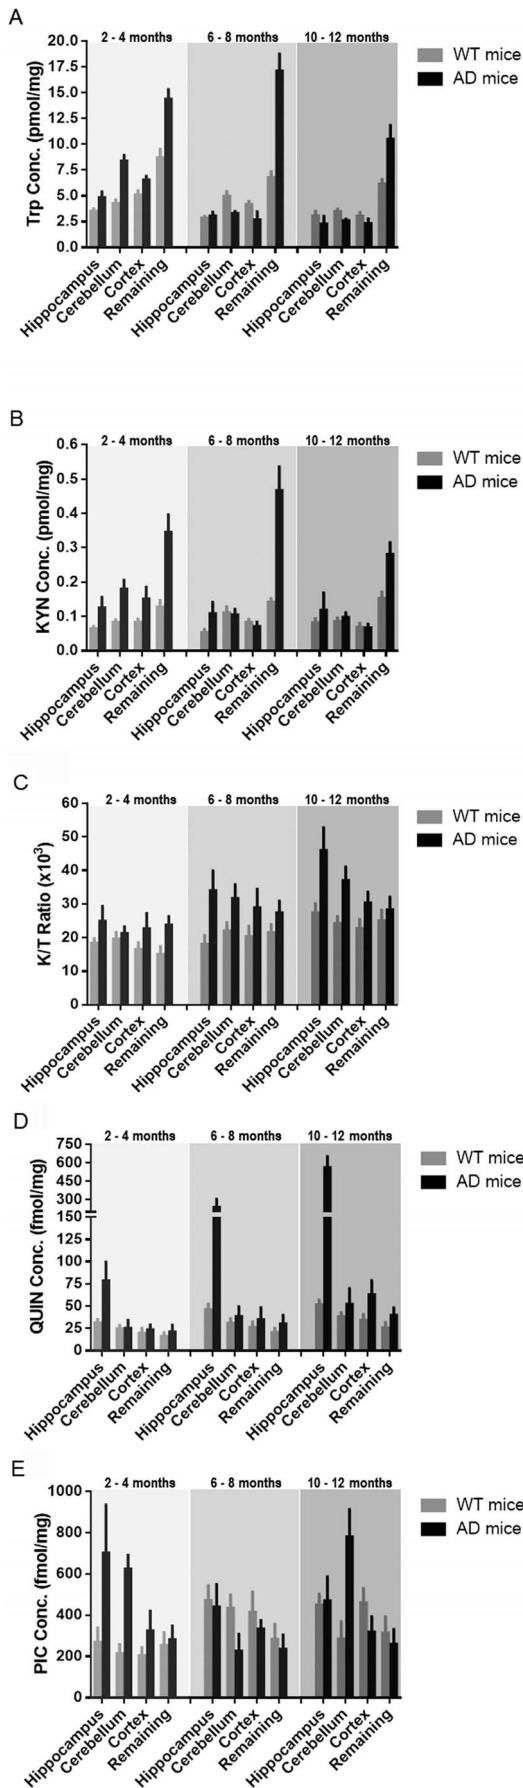 A
2 - 4 months 6 - 8 months 10 - 12 months
WT mice
AD mice
Trp Conc. (pmol/mg)
20.0
17.5
15.0
12.5
10.0
7.5
5.0
2.5
0.0
Hippocampus Cerebellum Cortex Remaining Hippocampus Cerebellum Cortex Remaining Hippocampus Cerebellum Cortex Remaining
B
2 - 4 months 6 - 8 months 10 - 12 months
WT mice
AD mice
KYN Conc. (pmol/mg)
0.6
0.5
0.4
0.3
0.2
0.1
0.0
Hippocampus Cerebellum Cortex Remaining Hippocampus Cerebellum Cortex Remaining Hippocampus Cerebellum Cortex Remaining
C
2 - 4 months 6 - 8 months 10 - 12 months
WT mice
AD mice
K/T Ratio (x10³)
60
50
40
30
20
10
0
Hippocampus Cerebellum Cortex Remaining Hippocampus Cerebellum Cortex Remaining Hippocampus Cerebellum Cortex Remaining
D
2 - 4 months 6 - 8 months 10 - 12 months
WT mice
AD mice
QUIN Conc. (fmol/mg)
750
600
450
300
150
100
75
50
25
0
Hippocampus Cerebellum Cortex Remaining Hippocampus Cerebellum Cortex Remaining Hippocampus Cerebellum Cortex Remaining
E
2 - 4 months 6 - 8 months 10 - 12 months
WT mice
AD mice
PIC Conc. (fmol/mg)
1000
800
600
400
200
0
Hippocampus Cerebellum Cortex Remaining Hippocampus Cerebellum Cortex Remaining Hippocampus Cerebellum Cortex Remaining